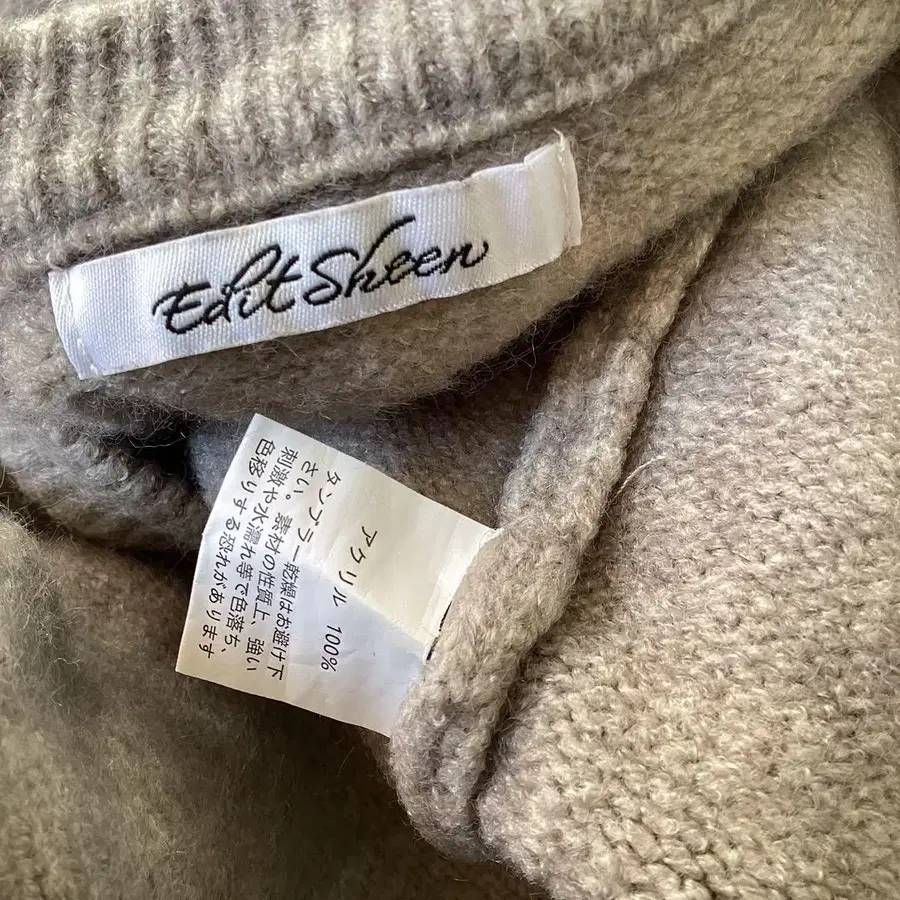 Edit Sheen
アクリル 100%
タンブラー乾燥はお避け下
さい。素材の性質上、強い
刺激や水濡れ等で色落ち、
色移りする恐れがあります